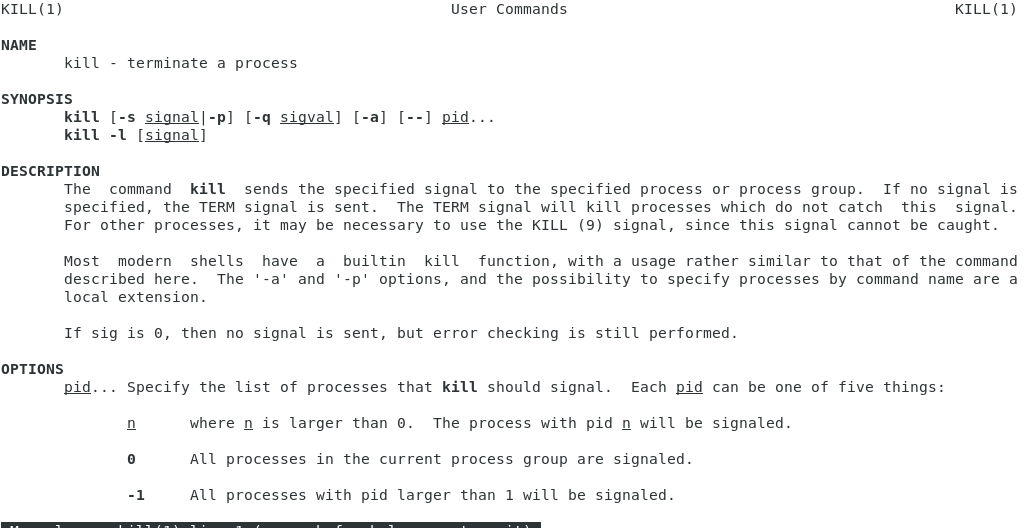 KILL(1) User Commands KILL(1)
NAME
kill - terminate a process
SYNOPSIS
kill [-s signal|-p] [-q sigval] [-a] [--] pid...
kill -l [signal]
DESCRIPTION
The command kill sends the specified signal to the specified process or process group. If no signal is
specified, the TERM signal is sent. The TERM signal will kill processes which do not catch this signal.
For other processes, it may be necessary to use the KILL (9) signal, since this signal cannot be caught.
Most modern shells have a builtin kill function, with a usage rather similar to that of the command
described here. The '-a' and '-p' options, and the possibility to specify processes by command name are a
local extension.
If sig is 0, then no signal is sent, but error checking is still performed.
OPTIONS
pid... Specify the list of processes that kill should signal. Each pid can be one of five things:
n where n is larger than 0. The process with pid n will be signaled.
0 All processes in the current process group are signaled.
-1 All processes with pid larger than 1 will be signaled.